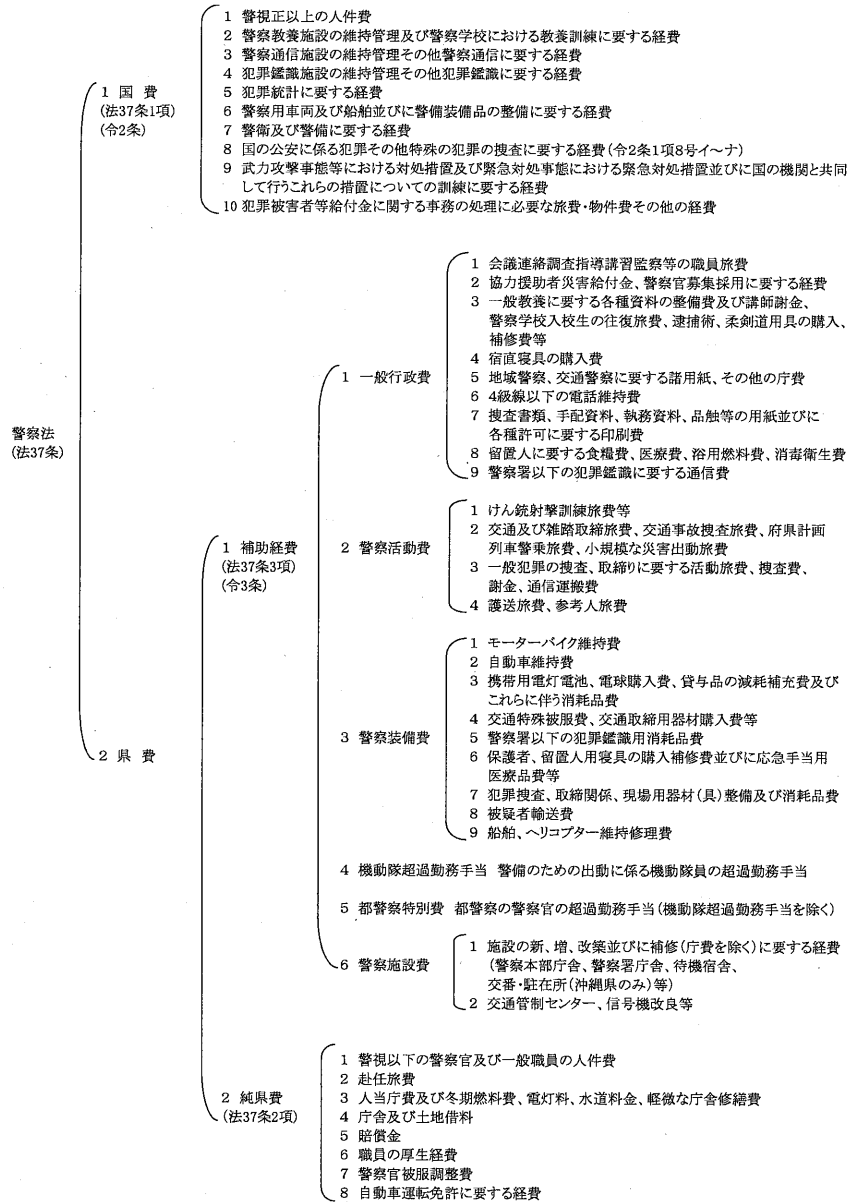 警察法
(法37条)
1 国 費
(法37条1項)
(令2条)
1 警視正以上の人件費
2 警察教養施設の維持管理及び警察学校における教養訓練に要する経費
3 警察通信施設の維持管理その他警察通信に要する経費
4 犯罪鑑識施設の維持管理その他犯罪鑑識に要する経費
5 犯罪統計に要する経費
6 警察用車両及び船舶並びに警備装備品の整備に要する経費
7 警衛及び警備に要する経費
8 国の公安に係る犯罪その他特殊の犯罪の捜査に要する経費(令2条1項8号イ～ナ)
9 武力攻撃事態等における対処措置及び緊急対処事態における緊急対処措置並びに国の機関と共同
して行うこれらの措置についての訓練に要する経費
10 犯罪被害者等給付金に関する事務の処理に必要な旅費・物件費その他の経費
2 県 費
1 補助経費
(法37条3項)
(令3条)
1 一般行政費
1 会議連絡調査指導講習監察等の職員旅費
2 協力援助者災害給付金、警察官募集採用に要する経費
3 一般教養に要する各種資料の整備費及び講師謝金、
警察学校入校生の往復旅費、逮捕術、柔剣道用具の購入、
補修費等
4 宿直寝具の購入費
5 地域警察、交通警察に要する諸用紙、その他の庁費
6 4級線以下の電話維持費
7 捜査書類、手配資料、執務資料、品触等の用紙並びに
各種許可に要する印刷費
8 留置人に要する食糧費、医療費、浴用燃料費、消毒衛生費
9 警察署以下の犯罪鑑識に要する通信費
2 警察活動費
1 けん銃射撃訓練旅費等
2 交通及び雑踏取締旅費、交通事故捜査旅費、府県計画
列車警乗旅費、小規模な災害出動旅費
3 一般犯罪の捜査、取締りに要する活動旅費、捜査費、
謝金、通信運搬費
4 護送旅費、参考人旅費
3 警察装備費
1 モーターバイク維持費
2 自動車維持費
3 携帯用電灯電池、電球購入費、貸与品の減耗補充費及び
これらに伴う消耗品費
4 交通特殊被服費、交通取締用器材購入費等
5 警察署以下の犯罪鑑識用消耗品費
6 保護者、留置人用寝具の購入補修費並びに応急手当用
医療品費等
7 犯罪捜査、取締関係、現場用器材(具)整備及び消耗品費
8 被疑者輸送費
9 船舶、ヘリコプター維持修理費
4 機動隊超過勤務手当 警備のための出動に係る機動隊員の超過勤務手当
5 都警察特別費 都警察の警察官の超過勤務手当(機動隊超過勤務手当を除く)
6 警察施設費
1 施設の新、増、改築並びに補修(庁費を除く)に要する経費
(警察本部庁舎、警察署庁舎、待機宿舎、
交番・駐在所(沖縄県のみ)等)
2 交通管制センター、信号機改良等
2 純県費
(法37条2項)
1 警視以下の警察官及び一般職員の人件費
2 赴任旅費
3 人当庁費及び冬期燃料費、電灯料、水道料金、軽微な庁舎修繕費
4 庁舎及び土地借料
5 賠償金
6 職員の厚生経費
7 警察官被服調整費
8 自動車運転免許に要する経費